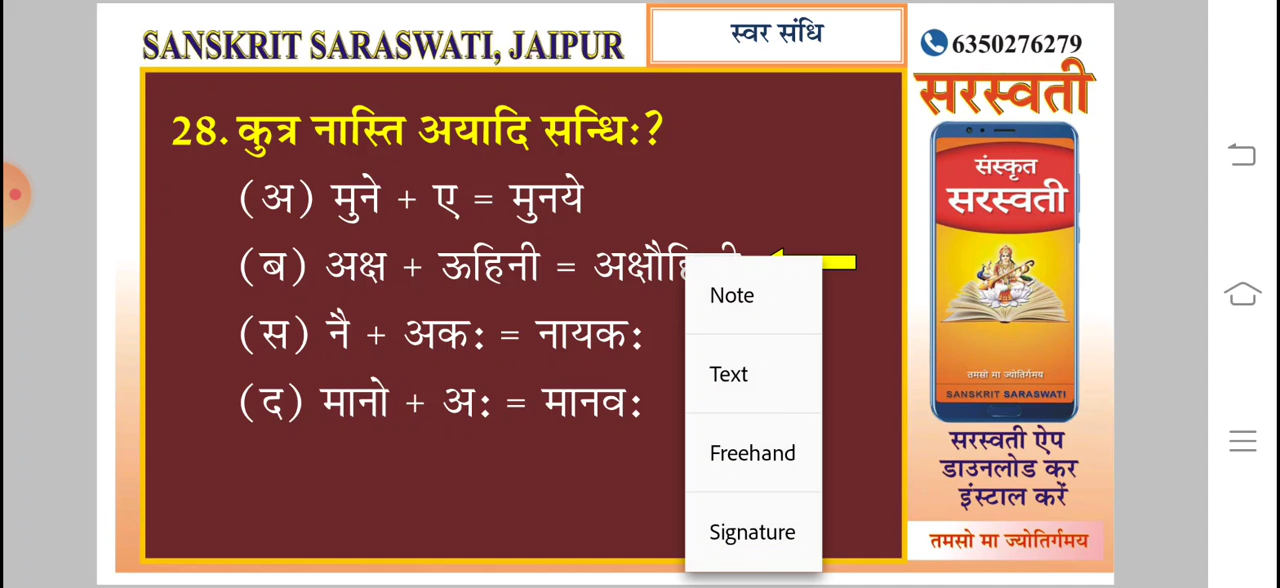 SANSKRIT SARASWATI, JAIPUR
स्वर संधि
6350276279
28. कुत्र नास्ति अयादि सन्धिः?
(अ) मुने + ए = मुनये
(ब) अक्ष + ऊहिनी =
(स) नै + अकः = नायकः
(द) मानो + अः = मानवः
Note
Text
Freehand
Signature
सरस्वती
संस्कृत
सरस्वती
तमसो मा ज्योतिर्गमय
SANSKRIT SARASWATI
सरस्वती ऐप
डाउनलोड कर
इंस्टाल करें
तमसो मा ज्योतिर्गमय